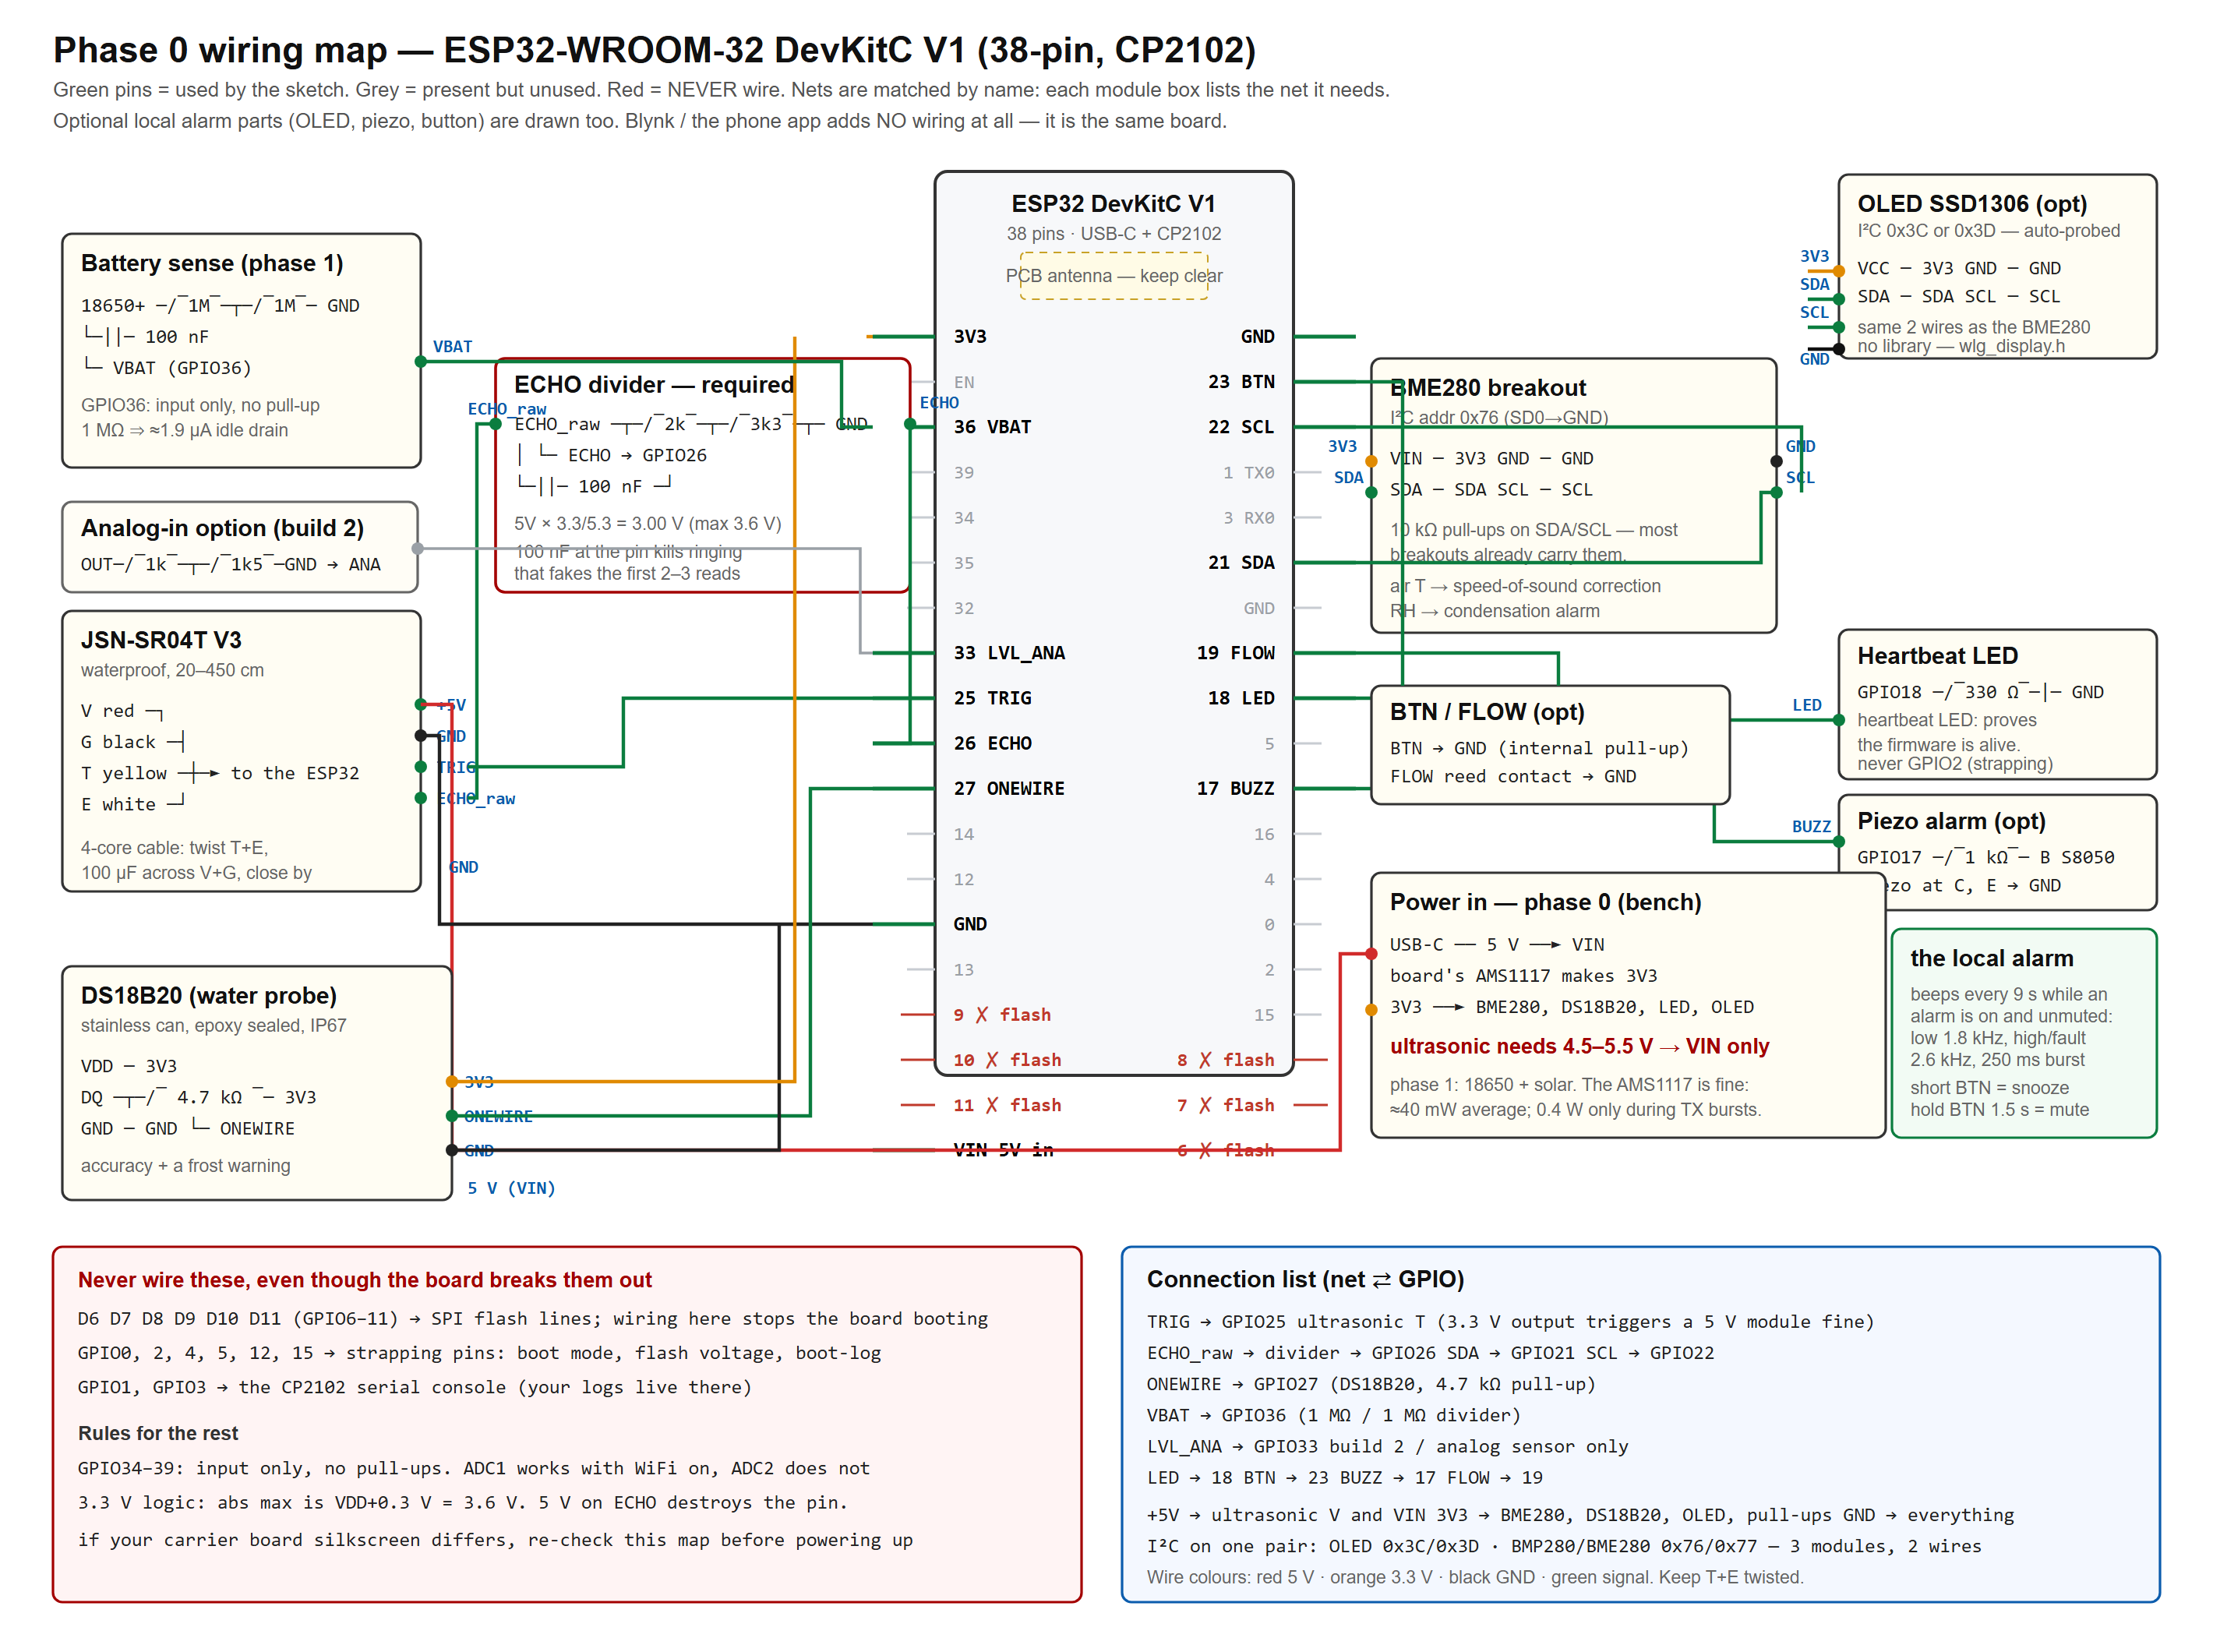 Phase 0 wiring map — ESP32-WROOM-32 DevKitC V1 (38-pin, CP2102)
Green pins = used by the sketch. Grey = present but unused. Red = NEVER wire. Nets are matched by name: each module box lists the net it needs.
Optional local alarm parts (OLED, piezo, button) are drawn too. Blynk / the phone app adds NO wiring at all — it is the same board.
Battery sense (phase 1)
18650+ ─/‾1M‾─┬─/‾1M‾─ GND
└─||─ 100 nF
└─ VBAT (GPIO36)
GPIO36: input only, no pull-up
1 MΩ ⇒ ≈1.9 µA idle drain
VBAT
Analog-in option (build 2)
OUT─/‾1k‾─┬─/‾1k5‾─GND → ANA
JSN-SR04T V3
waterproof, 20–450 cm
V red ─┐
G black ─┤
T yellow ─┼─► to the ESP32
E white ─┘
4-core cable: twist T+E,
100 µF across V+G, close by
+5V
GND
TRIG
ECHO_raw
GND
DS18B20 (water probe)
stainless can, epoxy sealed, IP67
VDD ─ 3V3
DQ ─┬─/‾ 4.7 kΩ ‾─ 3V3
GND ─ GND └─ ONEWIRE
accuracy + a frost warning
3V3
ONEWIRE
GND
5 V (VIN)
ECHO divider — required
ECHO_raw
ECHO_raw ─┬─/‾2k‾─┬─/‾3k3‾─┬─ GND
│ └─ ECHO → GPIO26
└─||─ 100 nF ─┘
5V × 3.3/5.3 = 3.00 V (max 3.6 V)
100 nF at the pin kills ringing
that fakes the first 2–3 reads
ECHO
ESP32 DevKitC V1
38 pins · USB-C + CP2102
PCB antenna — keep clear
3V3
EN
36 VBAT
39
34
35
32
33 LVL_ANA
25 TRIG
26 ECHO
27 ONEWIRE
14
12
GND
13
9 ✗ flash
10 ✗ flash
11 ✗ flash
VIN 5V in
GND
23 BTN
22 SCL
1 TX0
3 RX0
21 SDA
GND
19 FLOW
18 LED
5
17 BUZZ
16
4
0
2
15
8 ✗ flash
7 ✗ flash
6 ✗ flash
BME280 breakout
I²C addr 0x76 (SD0→GND)
VIN ─ 3V3 GND ─ GND
SDA ─ SDA SCL ─ SCL
10 kΩ pull-ups on SDA/SCL — most
breakouts already carry them.
air T → speed-of-sound correction
RH → condensation alarm
3V3
SDA
GND
SCL
OLED SSD1306 (opt)
I²C 0x3C or 0x3D — auto-probed
VCC ─ 3V3 GND ─ GND
SDA ─ SDA SCL ─ SCL
same 2 wires as the BME280
no library — wlg_display.h
3V3
SDA
SCL
GND
BTN / FLOW (opt)
BTN → GND (internal pull-up)
FLOW reed contact → GND
Heartbeat LED
GPIO18 ─/‾330 Ω‾─|─ GND
heartbeat LED: proves
the firmware is alive.
never GPIO2 (strapping)
LED
Piezo alarm (opt)
GPIO17 ─/‾1 kΩ‾─ B S8050
ezo at C, E → GND
BUZZ
Power in — phase 0 (bench)
USB-C ── 5 V ──► VIN
board's AMS1117 makes 3V3
3V3 ──► BME280, DS18B20, LED, OLED
ultrasonic needs 4.5–5.5 V → VIN only
phase 1: 18650 + solar. The AMS1117 is fine:
≈40 mW average; 0.4 W only during TX bursts.
the local alarm
beeps every 9 s while an
alarm is on and unmuted:
low 1.8 kHz, high/fault
2.6 kHz, 250 ms burst
short BTN = snooze
hold BTN 1.5 s = mute
Never wire these, even though the board breaks them out
D6 D7 D8 D9 D10 D11 (GPIO6–11) → SPI flash lines; wiring here stops the board booting
GPIO0, 2, 4, 5, 12, 15 → strapping pins: boot mode, flash voltage, boot-log
GPIO1, GPIO3 → the CP2102 serial console (your logs live there)
Rules for the rest
GPIO34–39: input only, no pull-ups. ADC1 works with WiFi on, ADC2 does not
3.3 V logic: abs max is VDD+0.3 V = 3.6 V. 5 V on ECHO destroys the pin.
if your carrier board silkscreen differs, re-check this map before powering up
Connection list (net ⇄ GPIO)
TRIG → GPIO25 ultrasonic T (3.3 V output triggers a 5 V module fine)
ECHO_raw → divider → GPIO26 SDA → GPIO21 SCL → GPIO22
ONEWIRE → GPIO27 (DS18B20, 4.7 kΩ pull-up)
VBAT → GPIO36 (1 MΩ / 1 MΩ divider)
LVL_ANA → GPIO33 build 2 / analog sensor only
LED → 18 BTN → 23 BUZZ → 17 FLOW → 19
+5V → ultrasonic V and VIN 3V3 → BME280, DS18B20, OLED, pull-ups GND → everything
I²C on one pair: OLED 0x3C/0x3D · BMP280/BME280 0x76/0x77 — 3 modules, 2 wires
Wire colours: red 5 V · orange 3.3 V · black GND · green signal. Keep T+E twisted.